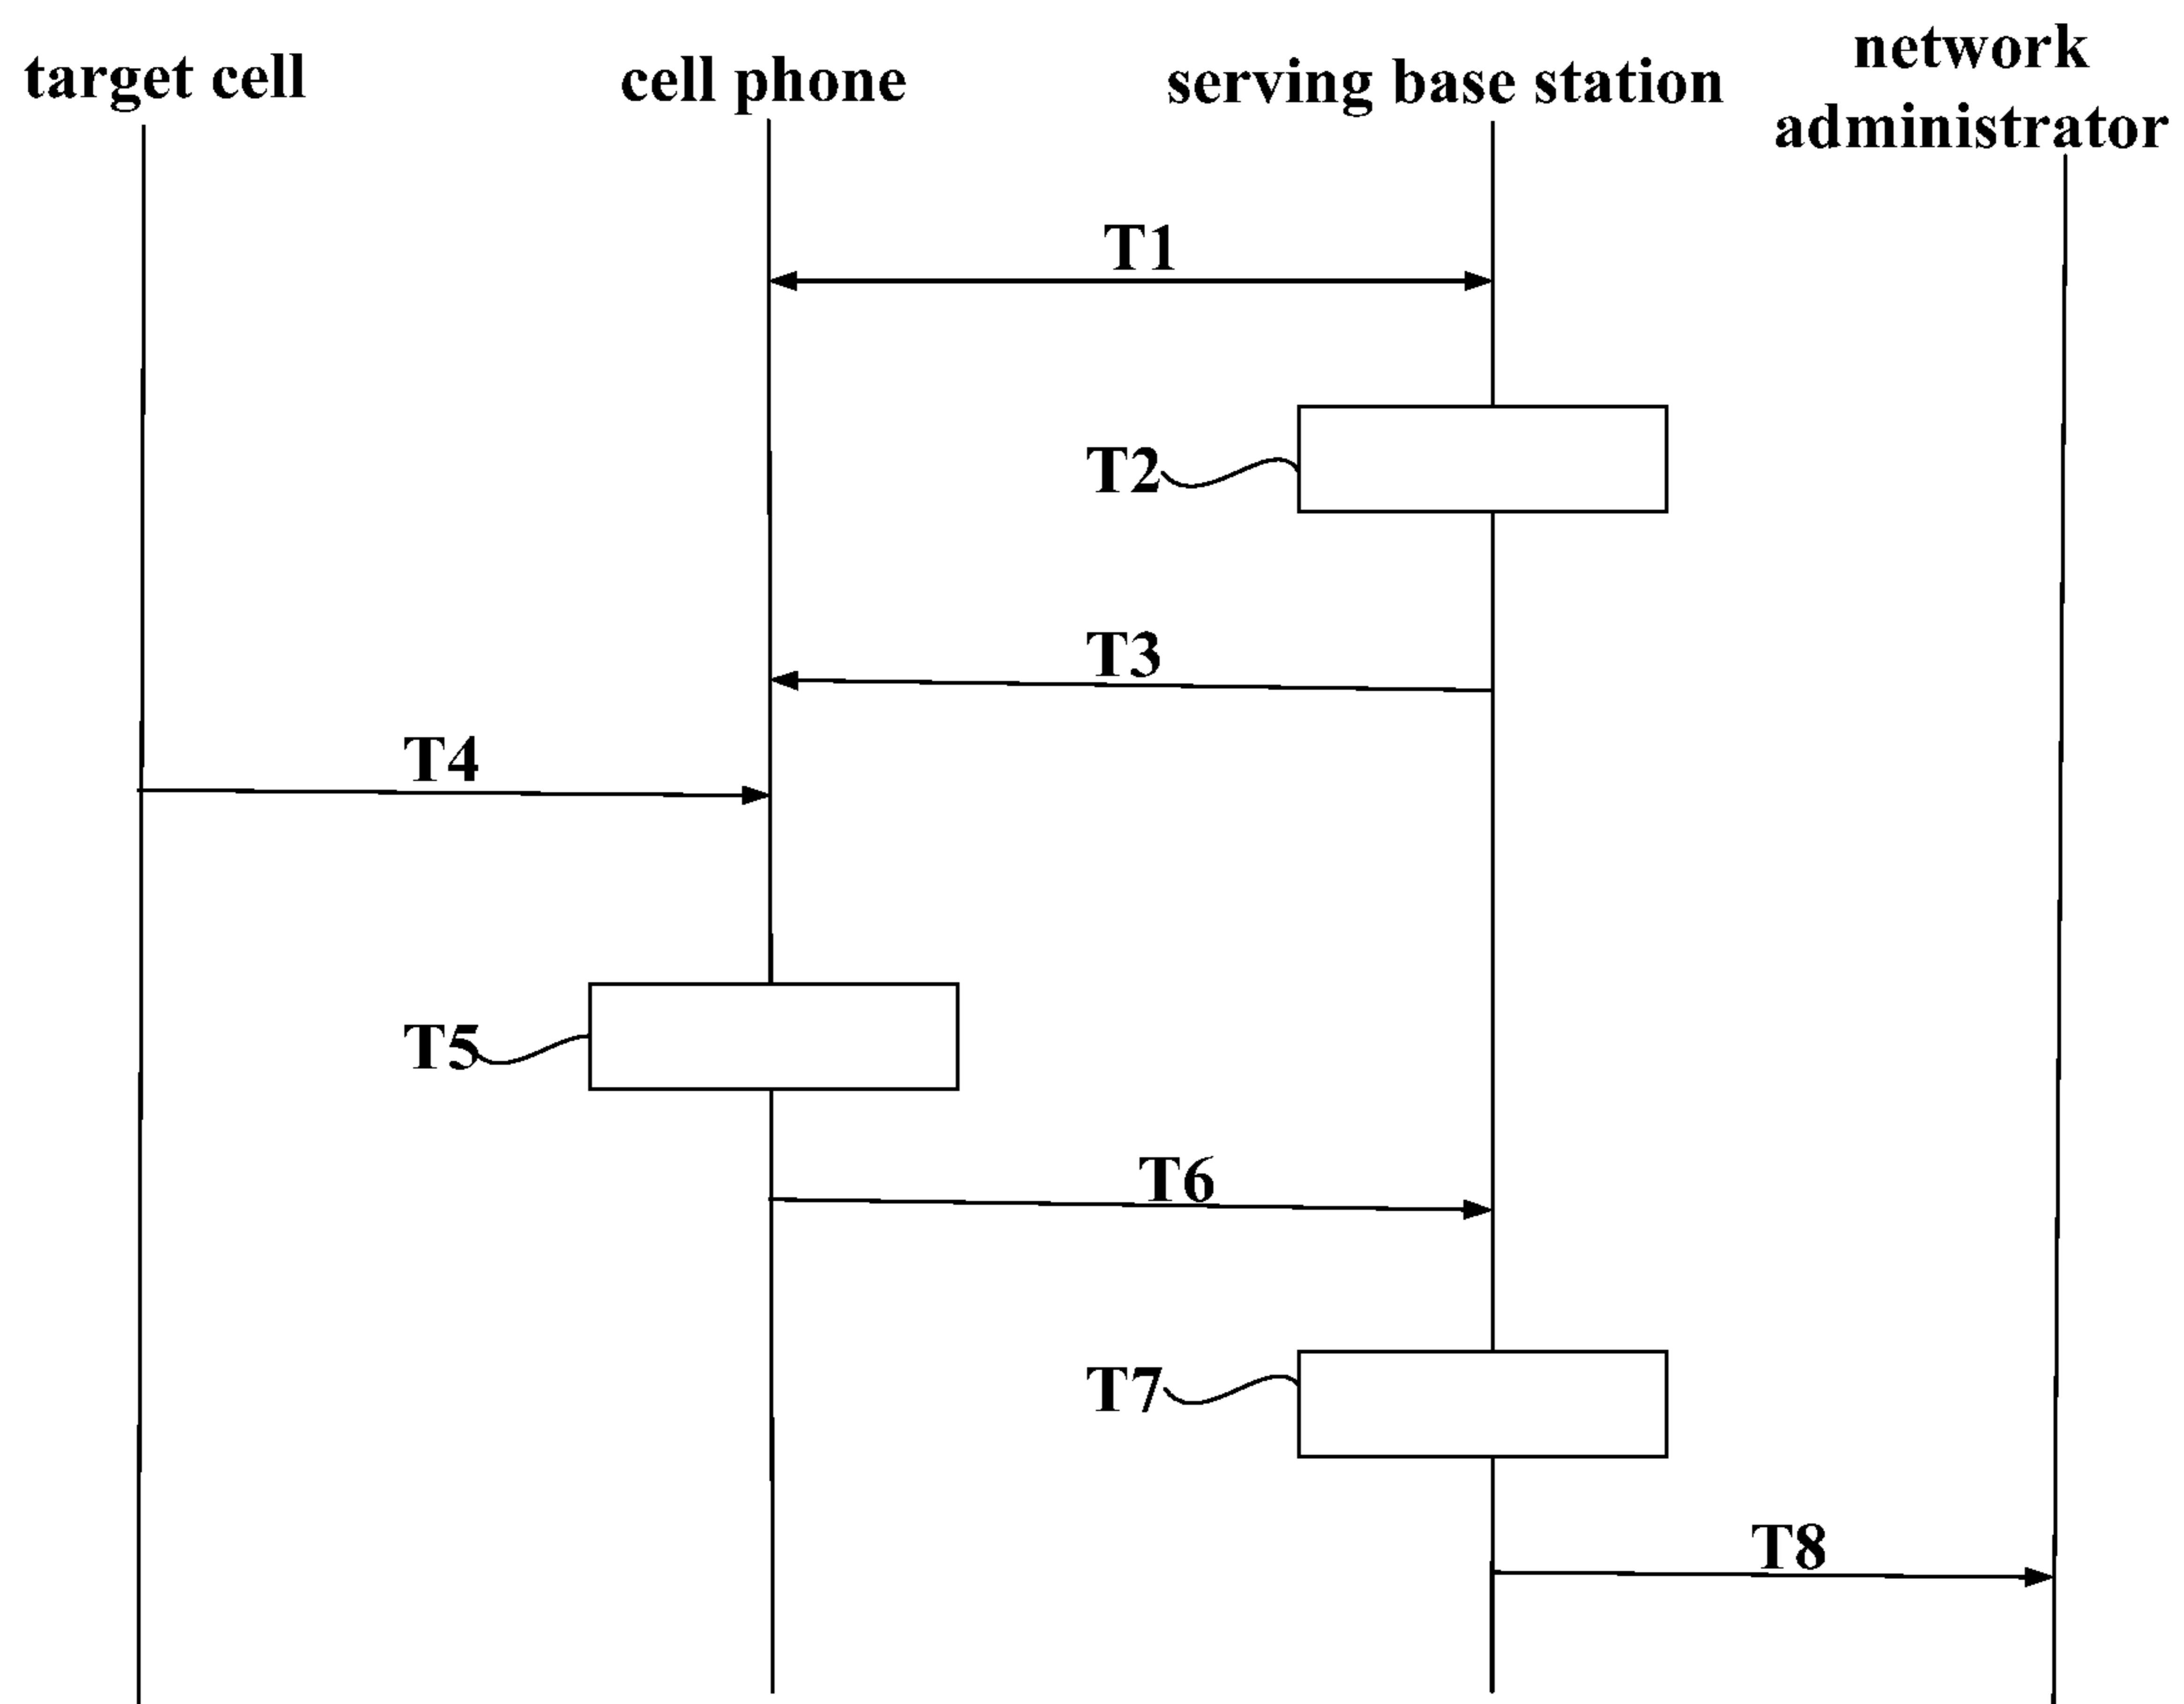 target cell
cell phone
serving base station
network
administrator
T1
T2
T3
T4
T5
T6
T7
T8